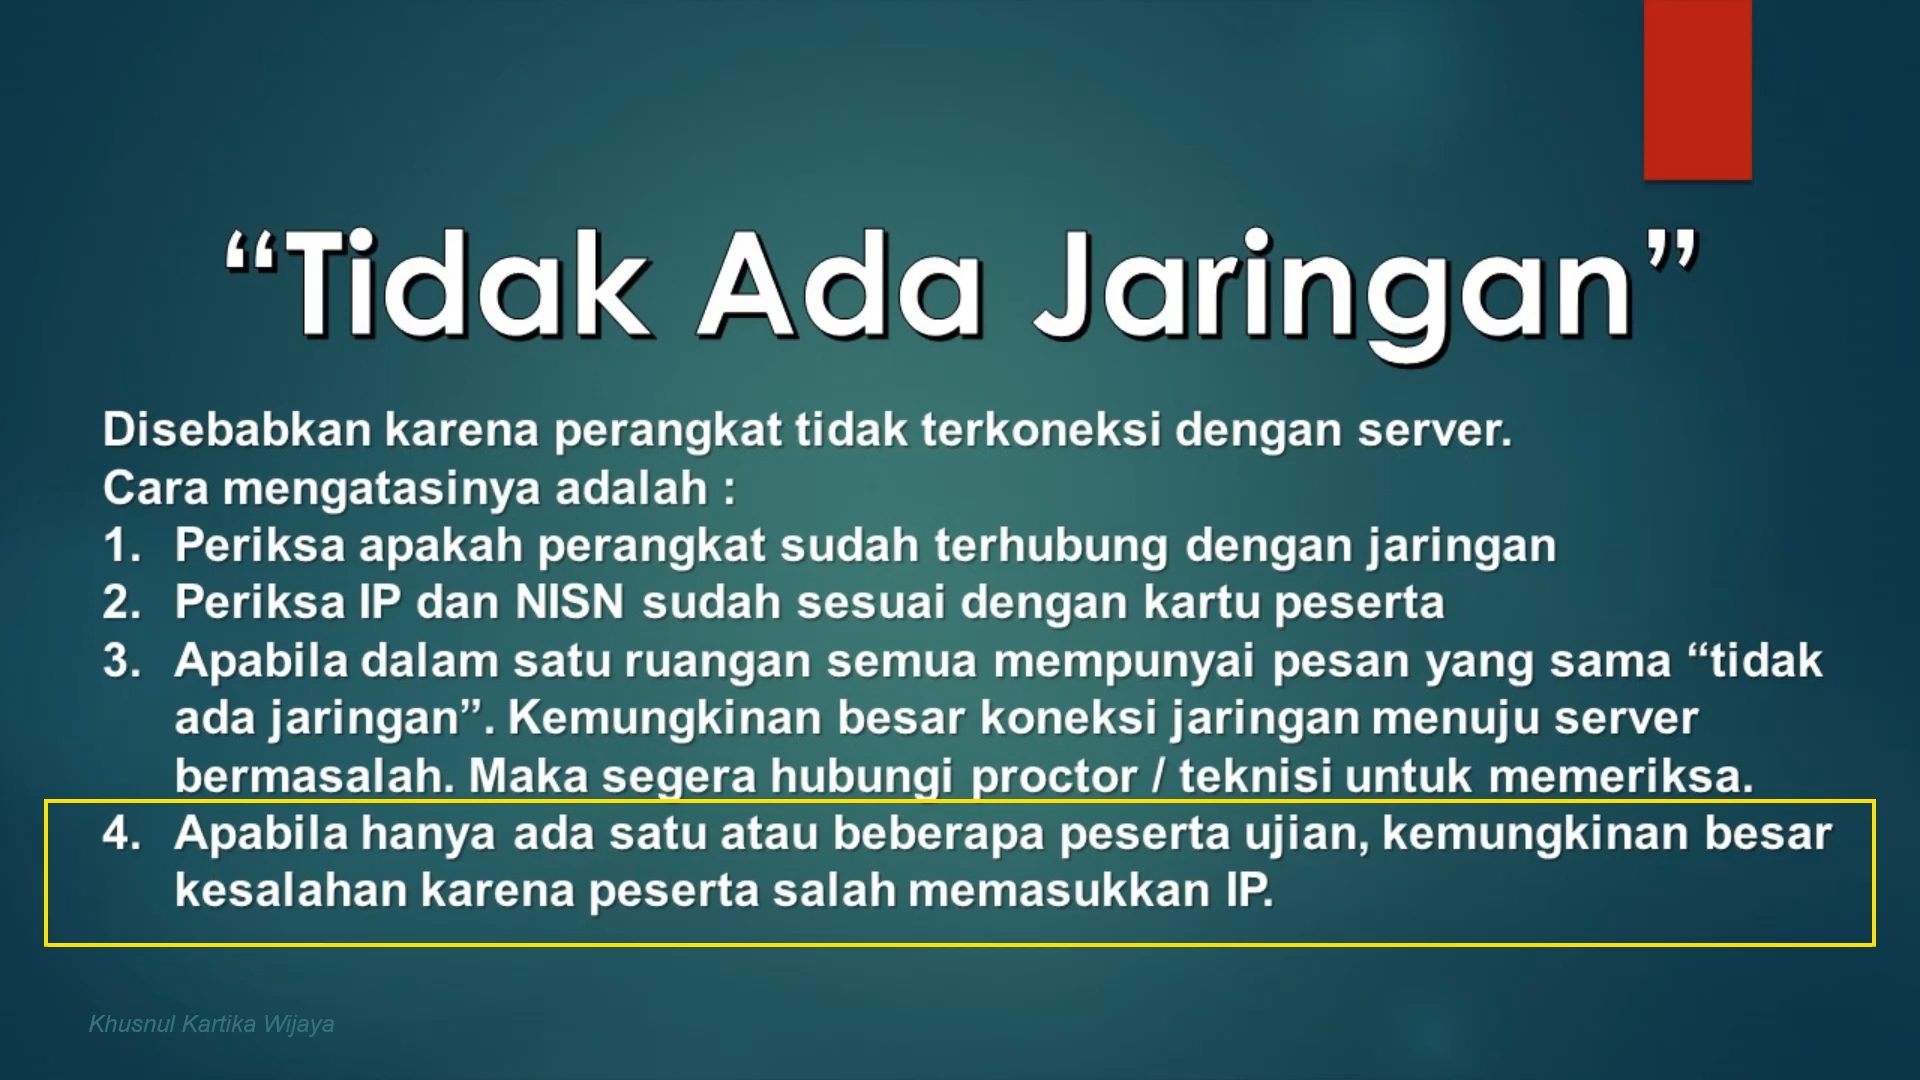 “Tidak Ada Jaringan”
Disebabkan karena perangkat tidak terkoneksi dengan server.
Cara mengatasinya adalah :
1. Periksa apakah perangkat sudah terhubung dengan jaringan
2. Periksa IP dan NISN sudah sesuai dengan kartu peserta
3. Apabila dalam satu ruangan semua mempunyai pesan yang sama “tidak
ada jaringan”. Kemungkinan besar koneksi jaringan menuju server
bermasalah. Maka segera hubungi proctor / teknisi untuk memeriksa.
4. Apabila hanya ada satu atau beberapa peserta ujian, kemungkinan besar
kesalahan karena peserta salah memasukkan IP.
Khusnul Kartika Wijaya